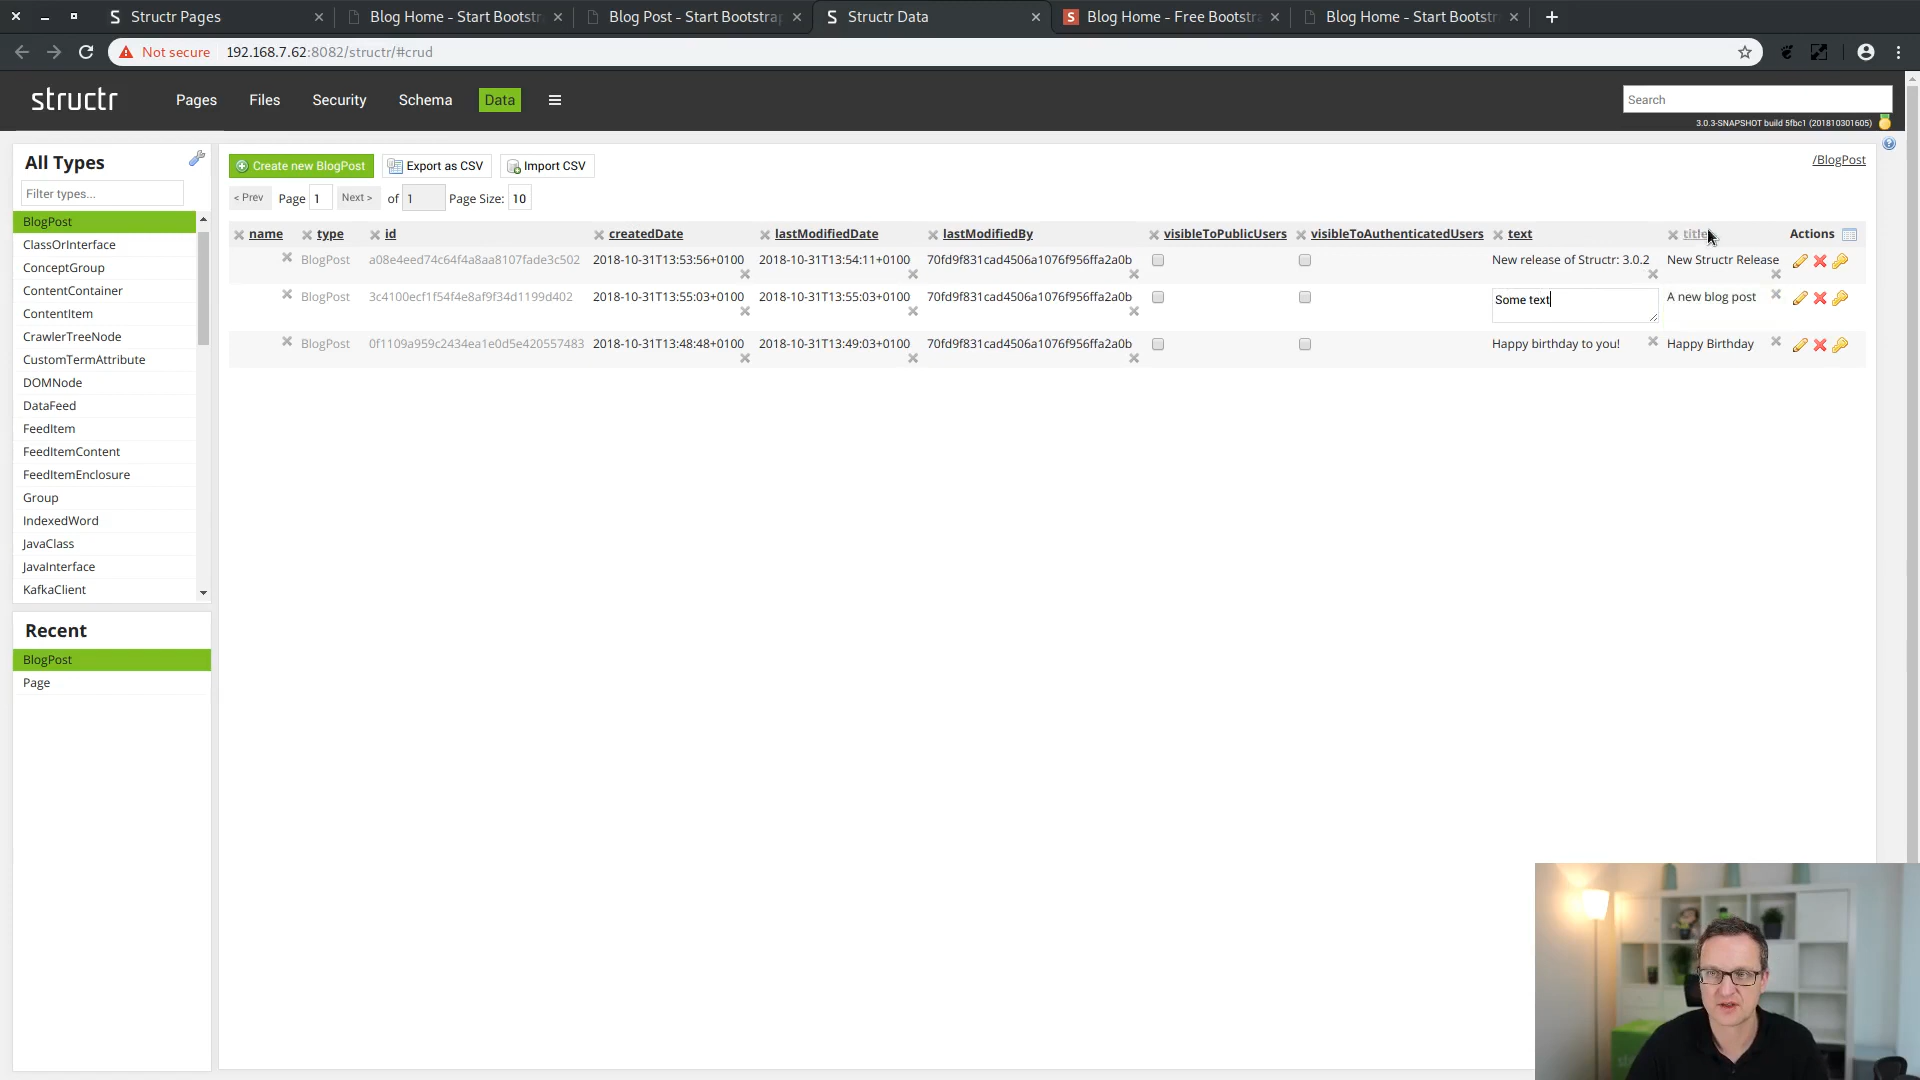 Structr Pages
Blog Home - Start Bootstr
Blog Post - Start Bootstrap
Structr Data
Blog Home - Free Bootstra
Blog Home - Start Bootstr
Not secure
192.168.7.62:8082/structr/#crud
structr
Pages
Files
Security
Schema
Data
Search
3.0.3-SNAPSHOT build 5fbc1 (201810301605)
All Types
Filter types...
BlogPost
ClassOrInterface
ConceptGroup
ContentContainer
ContentItem
CrawlerTreeNode
CustomTermAttribute
DOMNode
DataFeed
FeedItem
FeedItemContent
FeedItemEnclosure
Group
IndexedWord
JavaClass
JavaInterface
KafkaClient
Recent
BlogPost
Page
Create new BlogPost
Export as CSV
Import CSV
/BlogPost
< Prev Page 1 Next > of 1 Page Size: 10
name type id createdDate lastModifiedDate lastModifiedBy visibleToPublicUsers visibleToAuthenticatedUsers text title Actions
BlogPost a08e4eed74c64f4a8aa8107fade3c502 2018-10-31T13:53:56+0100 2018-10-31T13:54:11+0100 70fd9f831cad4506a1076f956ffa2a0b New release of Structr: 3.0.2 New Structr Release
BlogPost 3c4100ecf1f54f4e8af9f34d1199d402 2018-10-31T13:55:03+0100 2018-10-31T13:55:03+0100 70fd9f831cad4506a1076f956ffa2a0b Some text A new blog post
BlogPost 0f1109a959c2434ea1e0d5e420557483 2018-10-31T13:48:48+0100 2018-10-31T13:49:03+0100 70fd9f831cad4506a1076f956ffa2a0b Happy birthday to you! Happy Birthday